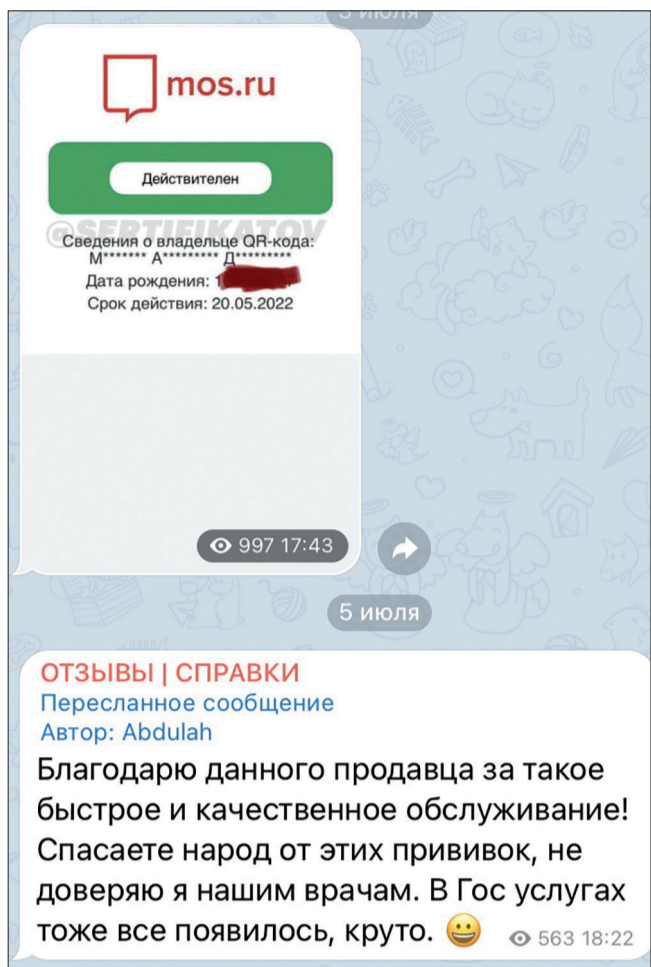 3 июля
mos.ru
Действителен
@SERTIFIKATOV
Сведения о владельце QR-кода:
М******* А********* Д*********
Дата рождения: 1
Срок действия: 20.05.2022
997 17:43
5 июля
ОТЗЫВЫ | СПРАВКИ
Пересланное сообщение
Автор: Abdulah
Благодарю данного продавца за такое
быстрое и качественное обслуживание!
Спасаете народ от этих прививок, не
доверяю я нашим врачам. В Гос услугах
тоже все появилось, круто. 😀
563 18:22